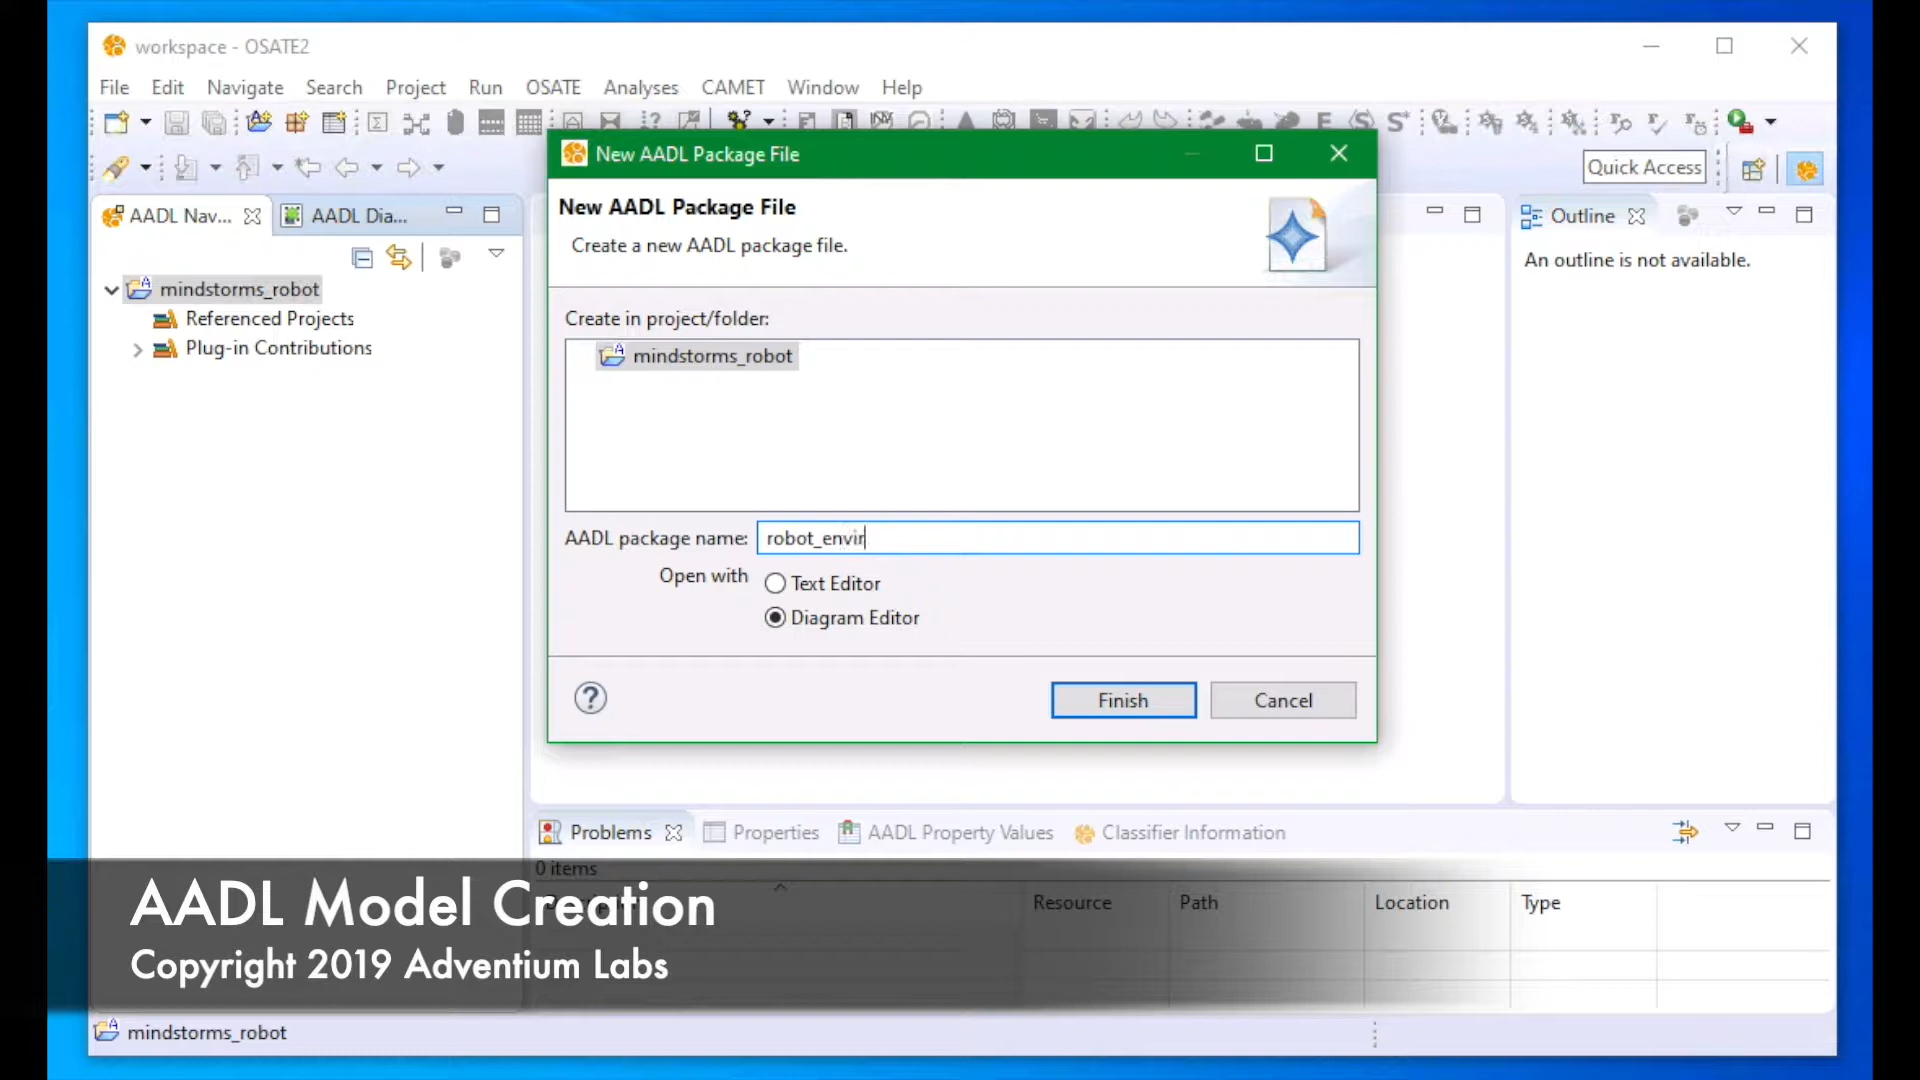 workspace - OSATE2
File Edit Navigate Search Project Run OSATE Analyses CAMET Window Help
New AADL Package File
Quick Access
AADL Nav... AADL Dia...
New AADL Package File
Outline
Create a new AADL package file.
An outline is not available.
mindstorms_robot
Referenced Projects
Plug-in Contributions
Create in project/folder:
mindstorms_robot
AADL package name: robot_envir
Open with
Text Editor
Diagram Editor
Finish Cancel
Problems Properties AADL Property Values Classifier Information
0 items
Resource Path Location Type
AADL Model Creation
Copyright 2019 Adventium Labs
mindstorms_robot